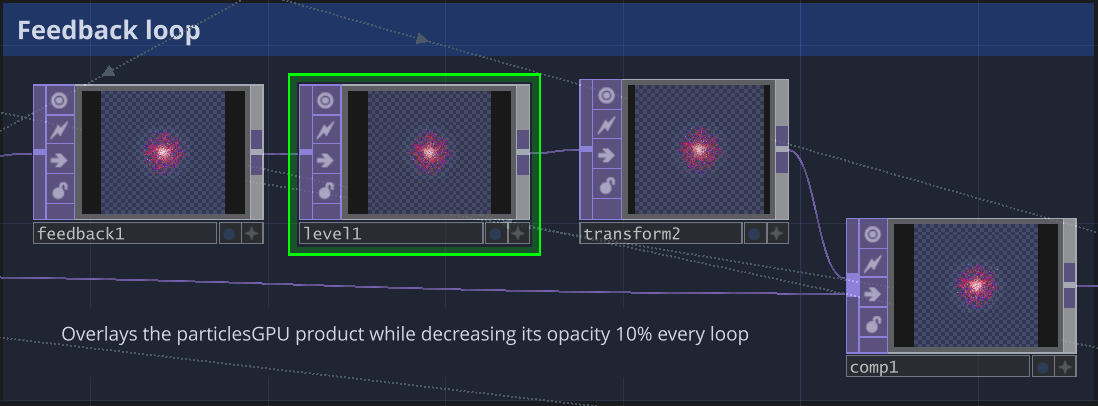 Feedback loop
feedback1
level1
transform2
comp1
Overlays the particlesGPU product while decreasing its opacity 10% every loop